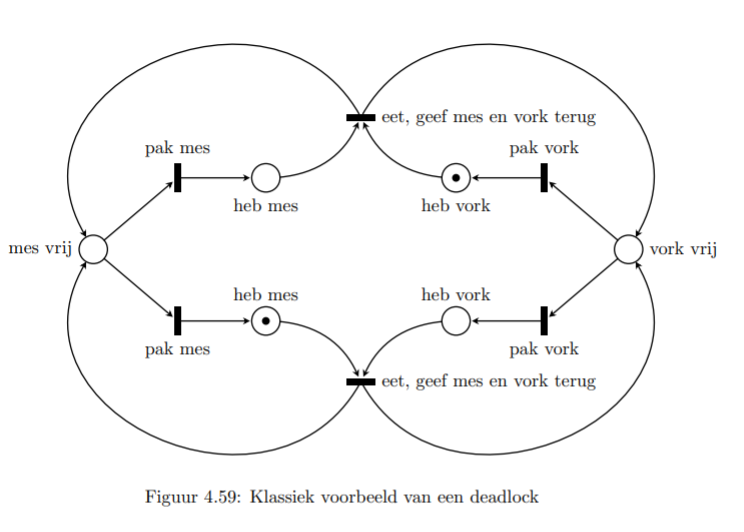 eet, geef mes en vork terug
pak mes
pak vork
heb mes
heb vork
mes vrij
vork vrij
heb mes
heb vork
pak mes
pak vork
eet, geef mes en vork terug
Figuur 4.59: Klassiek voorbeeld van een deadlock